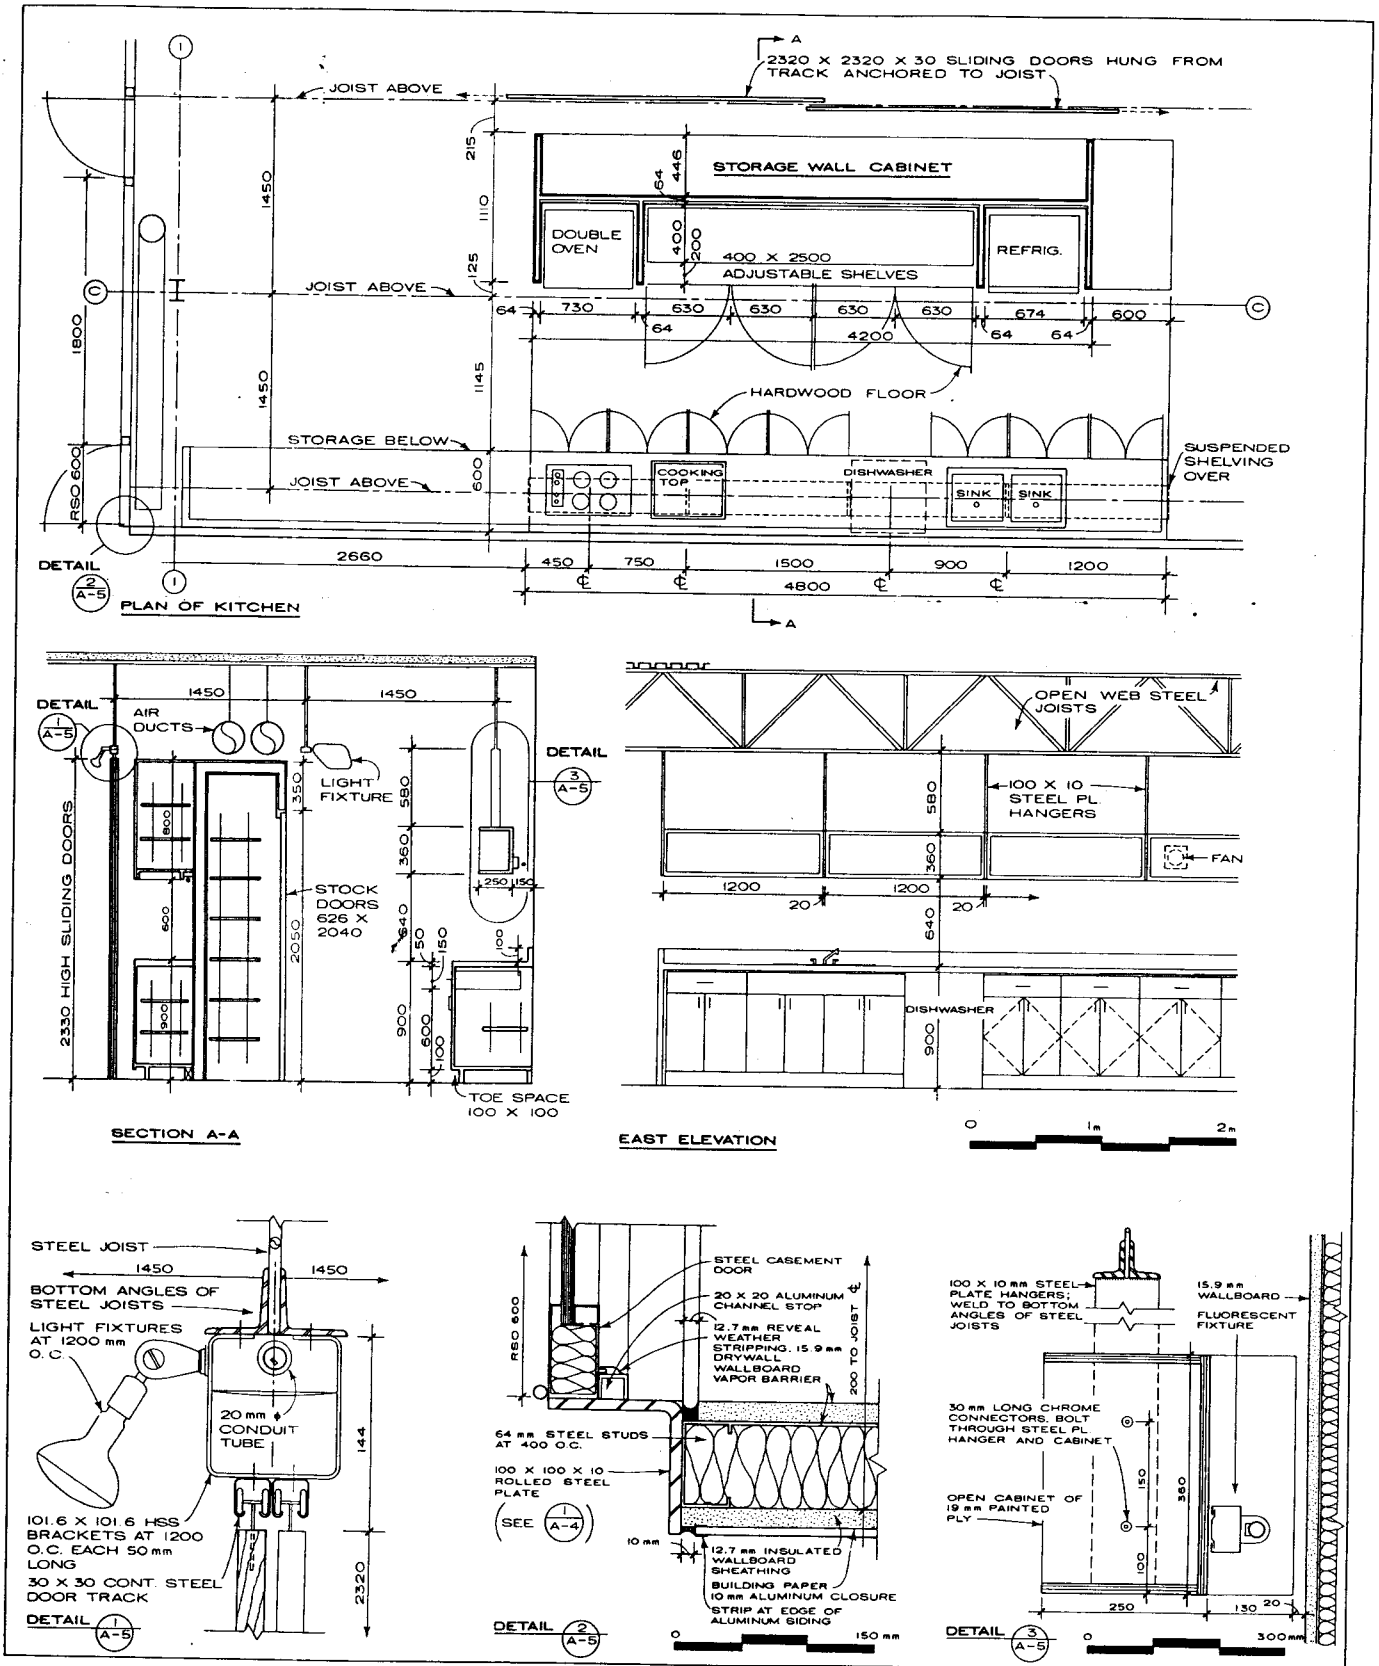 A
2320 X 2320 X 30 SLIDING DOORS HUNG FROM
TRACK ANCHORED TO JOIST
1
JOIST ABOVE
215
446
STORAGE WALL CABINET
64
1450
1110
DOUBLE
OVEN
400
200
400 X 2500
ADJUSTABLE SHELVES
REFRIG.
125
C
JOIST ABOVE
C
64
730
64
630
630
630
630
674
64
64
600
4200
1800
1450
1145
HARDWOOD FLOOR
STORAGE BELOW
SUSPENDED
SHELVING
OVER
RSO 600
JOIST ABOVE
600
COOKING
TOP
DISHWASHER
SINK
SINK
2660
450
750
1500
900
1200
℄
℄
℄
℄
4800
DETAIL
2
A-5
1
PLAN OF KITCHEN
A
1450
1450
DETAIL
1
A-5
AIR
DUCTS
LIGHT
FIXTURE
350
580
DETAIL
3
A-5
2330 HIGH SLIDING DOORS
800
600
900
STOCK
DOORS
626 X
2040
2050
360
250
150
640
50
150
100
900
600
100
TOE SPACE
100 X 100
SECTION A-A
OPEN WEB STEEL
JOISTS
580
100 X 10
STEEL PL.
HANGERS
360
FAN
1200
1200
20
20
640
DISHWASHER
900
EAST ELEVATION
0
1m
2m
STEEL JOIST
1450
1450
BOTTOM ANGLES OF
STEEL JOISTS
LIGHT FIXTURES
AT 1200 mm
O.C.
20 mm ϕ
CONDUIT
TUBE
144
2320
101.6 X 101.6 HSS
BRACKETS AT 1200
O.C. EACH 50 mm
LONG
30 X 30 CONT. STEEL
DOOR TRACK
DETAIL
1
A-5
RSO 600
STEEL CASEMENT
DOOR
20 X 20 ALUMINUM
CHANNEL STOP
12.7 mm REVEAL
WEATHER
STRIPPING. 15.9 mm
DRYWALL
WALLBOARD
VAPOR BARRIER
200 TO JOIST ℄
64 mm STEEL STUDS
AT 400 O.C.
100 X 100 X 10
ROLLED STEEL
PLATE
(SEE 1
A-4)
10 mm
12.7 mm INSULATED
WALLBOARD
SHEATHING
BUILDING PAPER
10 mm ALUMINUM CLOSURE
STRIP AT EDGE OF
ALUMINUM SIDING
DETAIL
2
A-5
0
150 mm
100 X 10 mm STEEL
PLATE HANGERS;
WELD TO BOTTOM
ANGLES OF STEEL
JOISTS
15.9 mm
WALLBOARD
FLUORESCENT
FIXTURE
30 mm LONG CHROME
CONNECTORS. BOLT
THROUGH STEEL PL.
HANGER AND CABINET
150
360
OPEN CABINET OF
19 mm PAINTED
PLY
100
250
130
20
DETAIL
3
A-5
0
300 mm